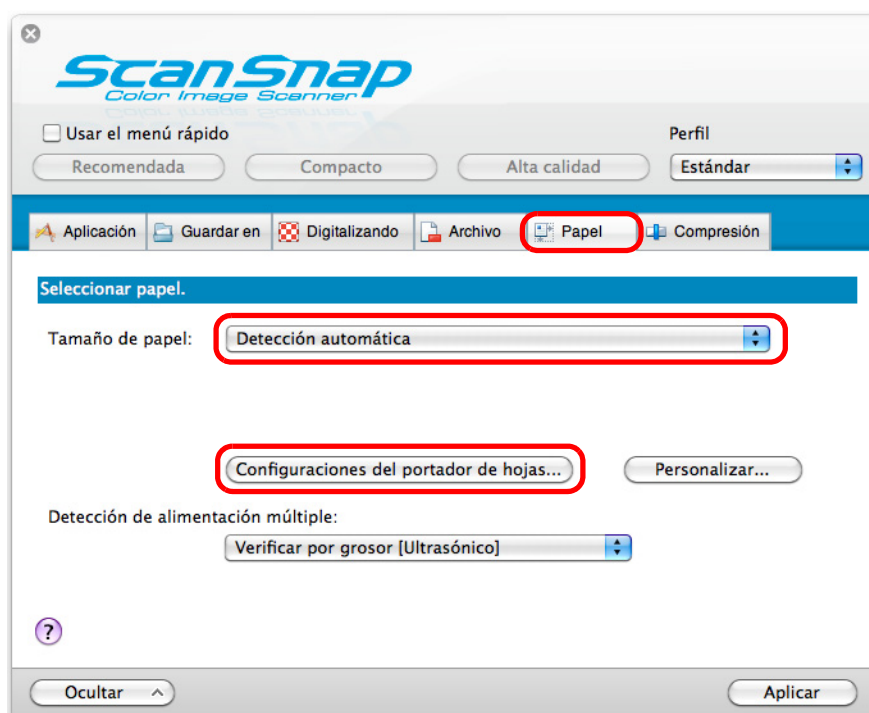 ScanSnap
Color Image Scanner
Usar el menú rápido
Perfil
Recomendada Compacto Alta calidad Estándar
Aplicación Guardar en Digitalizando Archivo Papel Compresión
Seleccionar papel.
Tamaño de papel: Detección automática
Configuraciones del portador de hojas... Personalizar...
Detección de alimentación múltiple:
Verificar por grosor [Ultrasónico]
?
Ocultar Aplicar